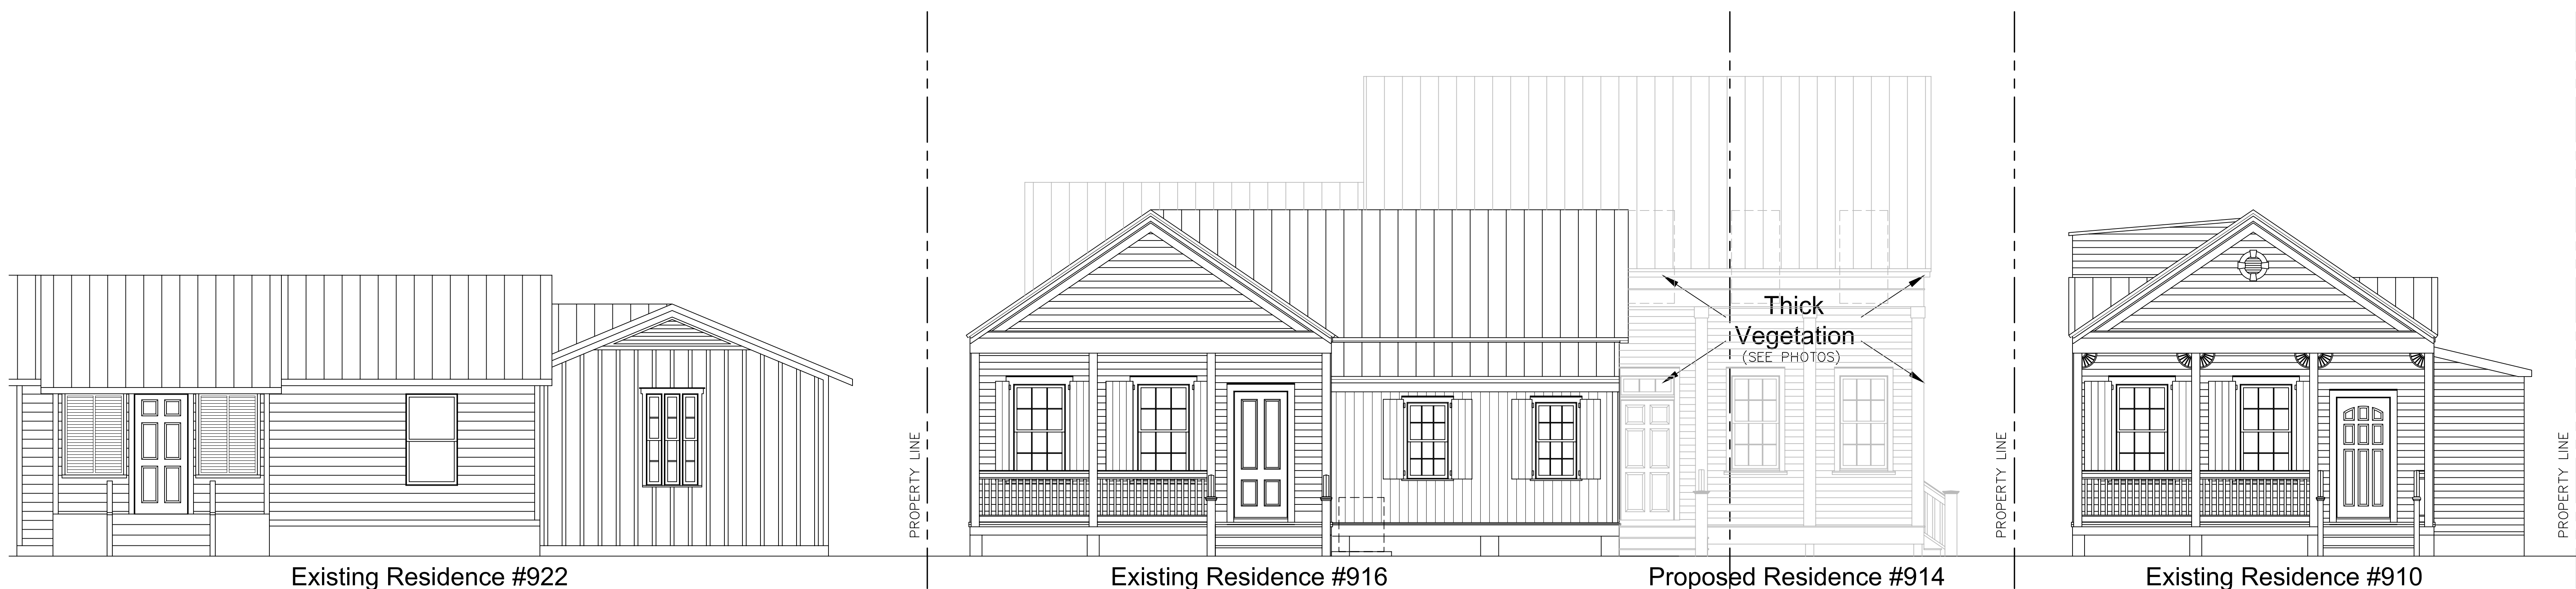 Thick
Vegetation
(SEE PHOTOS)
PROPERTY LINE
PROPERTY LINE
PROPERTY LINE
Existing Residence #922
Existing Residence #916
Proposed Residence #914
Existing Residence #910